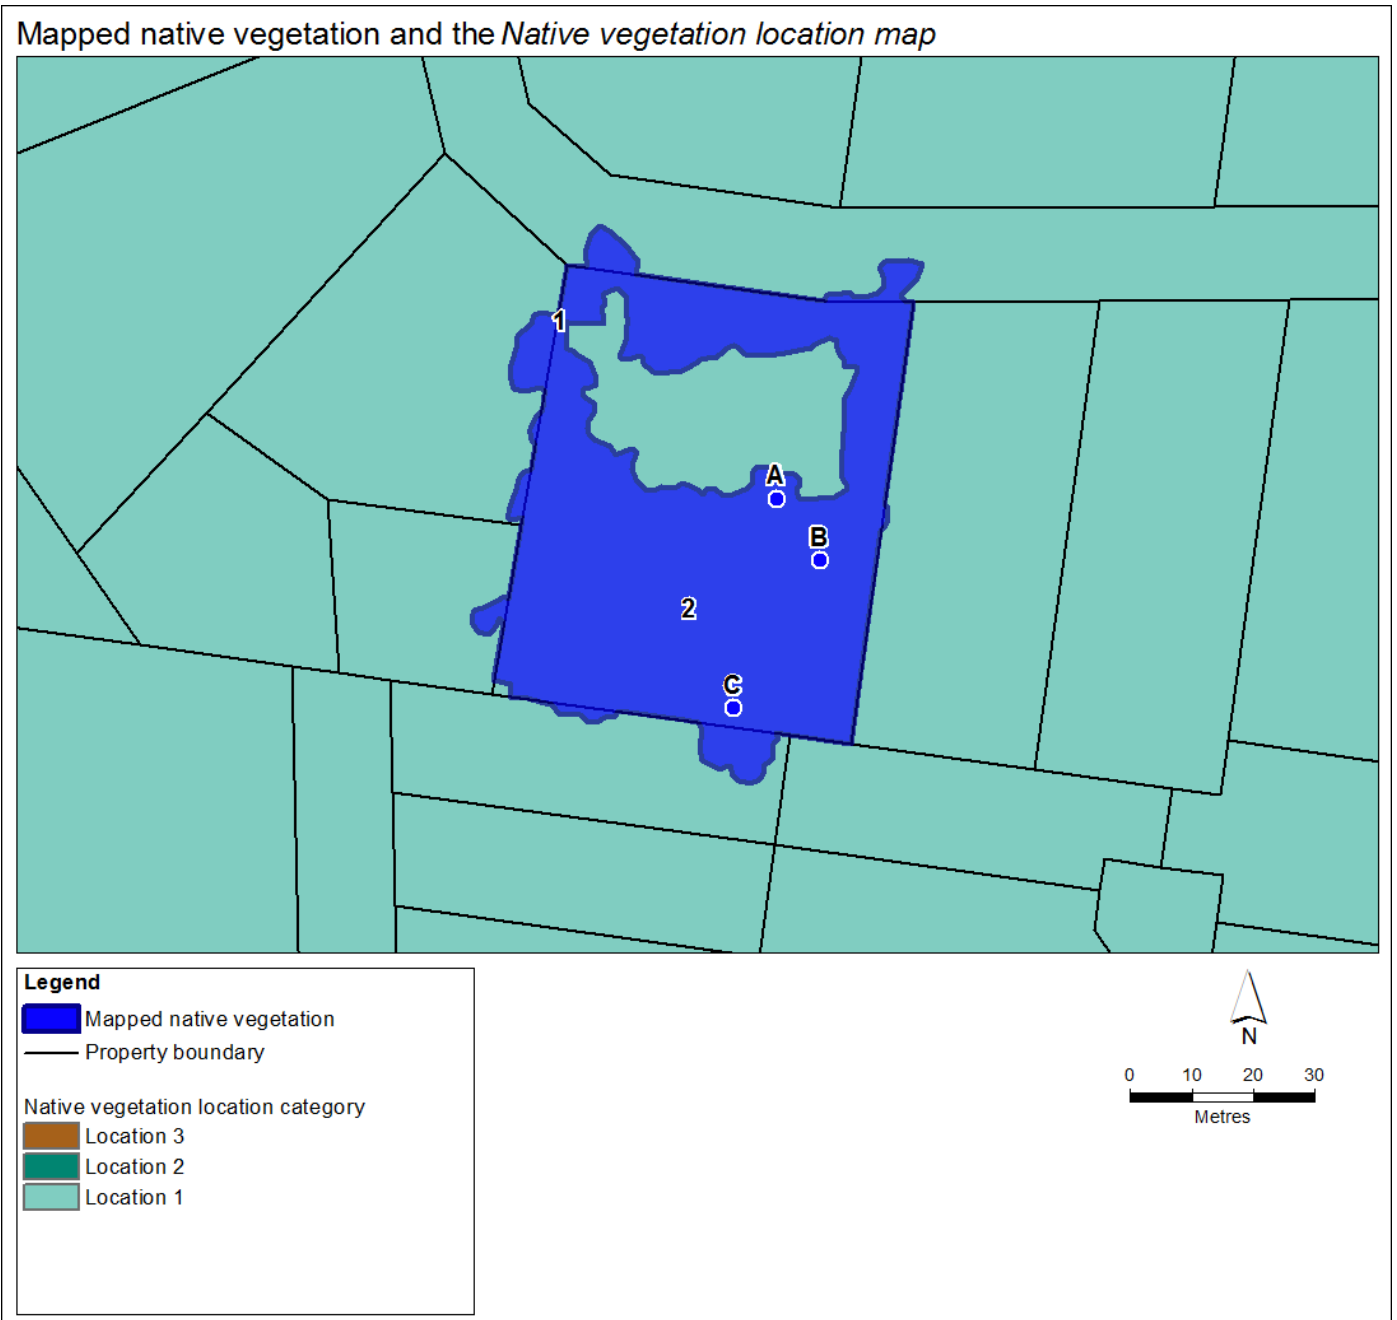 Mapped native vegetation and the Native vegetation location map
1
A
B
2
C
Legend
Mapped native vegetation
Property boundary
Native vegetation location category
Location 3
Location 2
Location 1
N
0 10 20 30
Metres